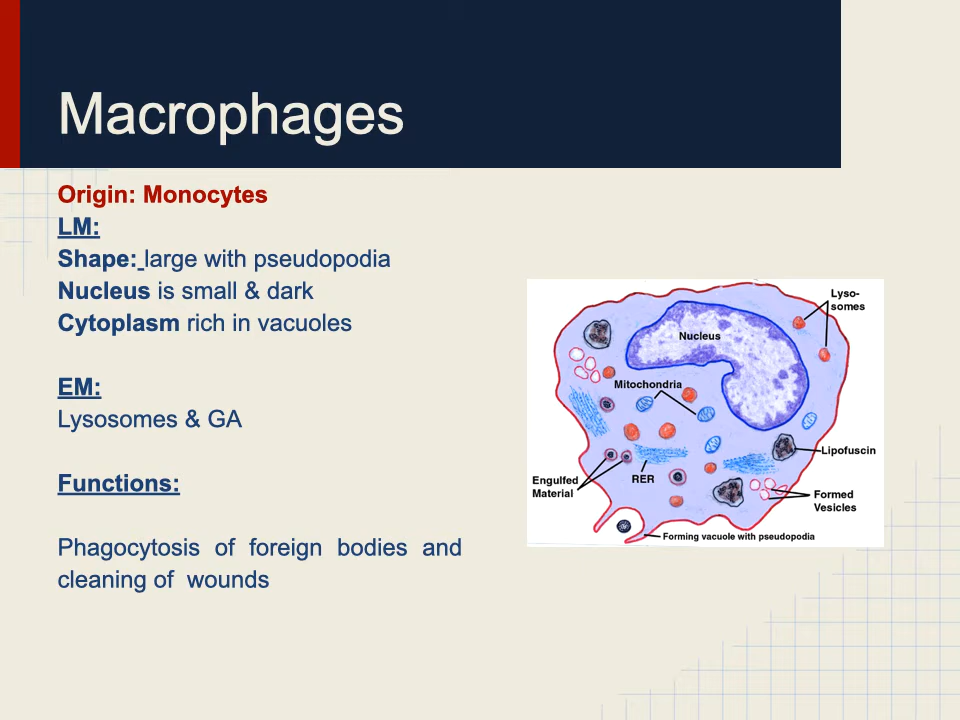 Macrophages
Origin: Monocytes
LM:
Shape: large with pseudopodia
Nucleus is small & dark
Cytoplasm rich in vacuoles
EM:
Lysosomes & GA
Functions:
Phagocytosis of foreign bodies and
cleaning of wounds
Lyso-
somes
Nucleus
Mitochondria
Lipofuscin
RER
Engulfed
Material
Formed
Vesicles
Forming vacuole with pseudopodia